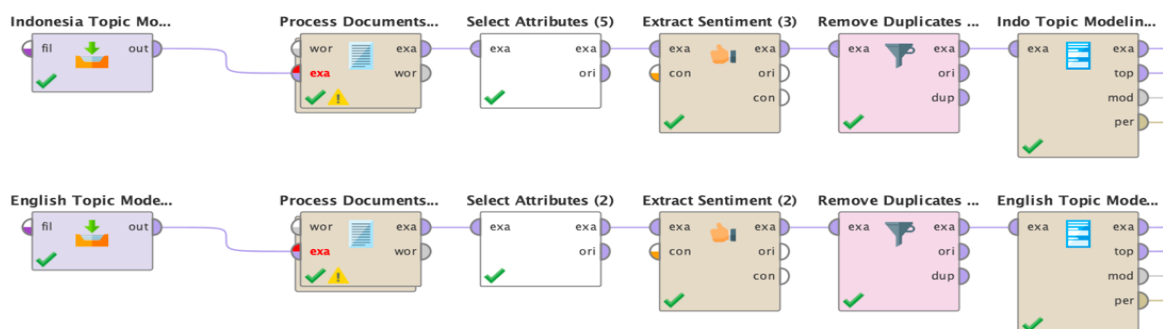 Indonesia Topic Mo...
Process Documents...
Select Attributes (5)
Extract Sentiment (3)
Remove Duplicates ...
Indo Topic Modelin...
fil out
wor exa
exa wor
exa exa
ori
exa exa
con ori
con
exa exa
ori
dup
exa exa
top
mod
per
English Topic Mode...
Process Documents...
Select Attributes (2)
Extract Sentiment (2)
Remove Duplicates ...
English Topic Mode...
fil out
wor exa
exa wor
exa exa
ori
exa exa
con ori
con
exa exa
ori
dup
exa exa
top
mod
per